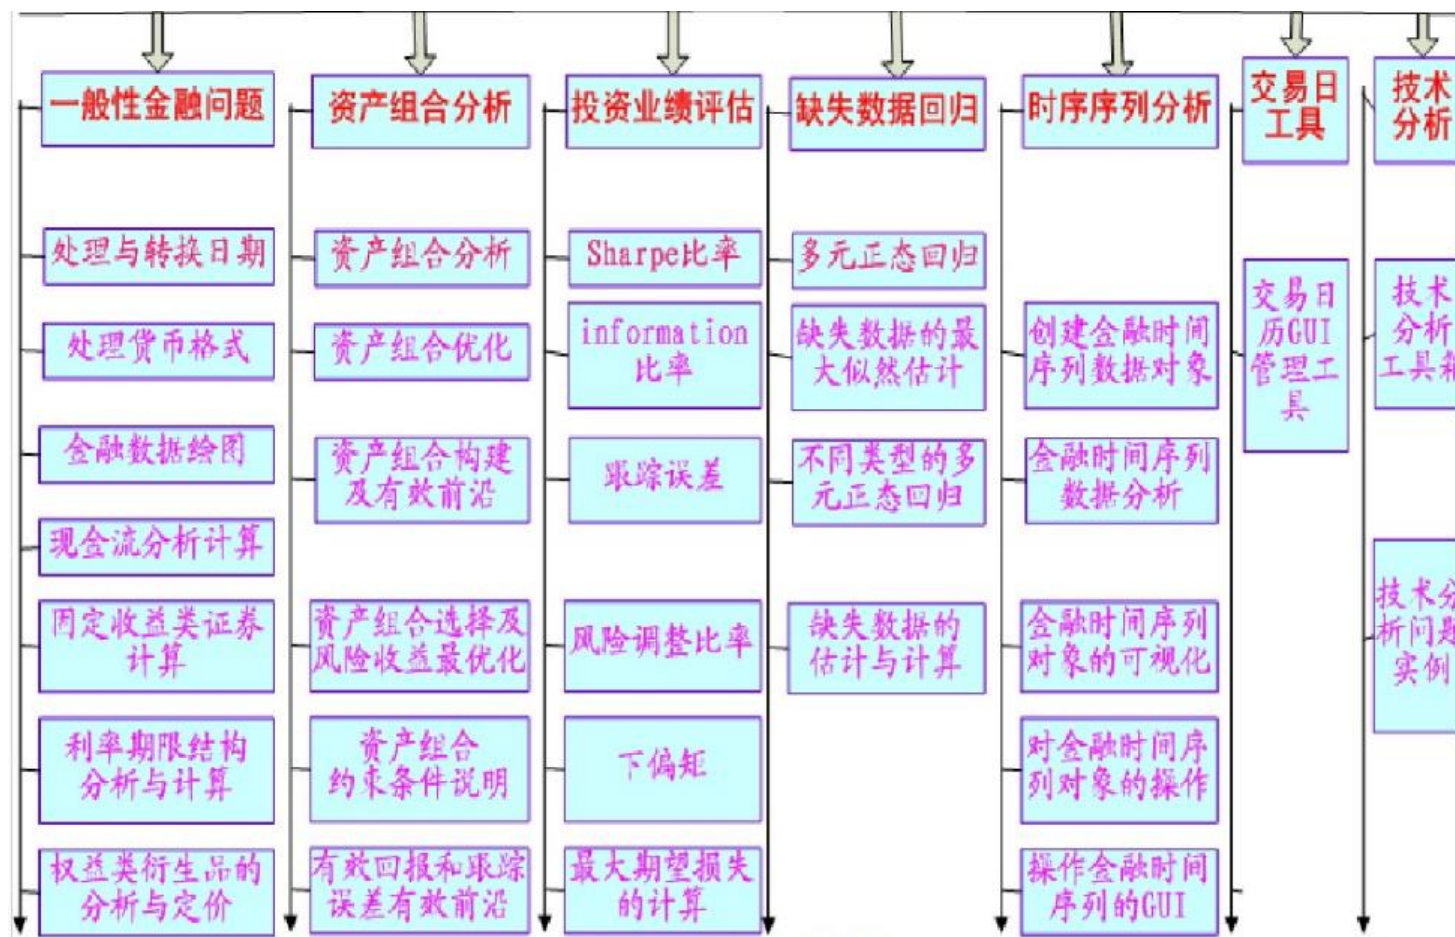 一般性金融问题
处理与转换日期
处理货币格式
金融数据绘图
现金流分析计算
固定收益类证券
计算
利率期限结构
分析与计算
权益类衍生品的
分析与定价
资产组合分析
资产组合分析
资产组合优化
资产组合构建
及有效前沿
资产组合选择及
风险收益最优化
资产组合
约束条件说明
有效回报和跟踪
误差有效前沿
投资业绩评估
Sharpe比率
information
比率
跟踪误差
风险调整比率
下偏矩
最大期望损失
的计算
缺失数据回归
多元正态回归
缺失数据的最
大似然估计
不同类型的多
元正态回归
缺失数据的
估计与计算
时序序列分析
创建金融时间
序列数据对象
金融时间序列
数据分析
金融时间序列
对象的可视化
对金融时间序
列对象的操作
操作金融时间
序列的GUI
交易日
工具
交易日
历GUI
管理工
具
技术
分析
技术
分析
工具箱
技术分
析问题
实例